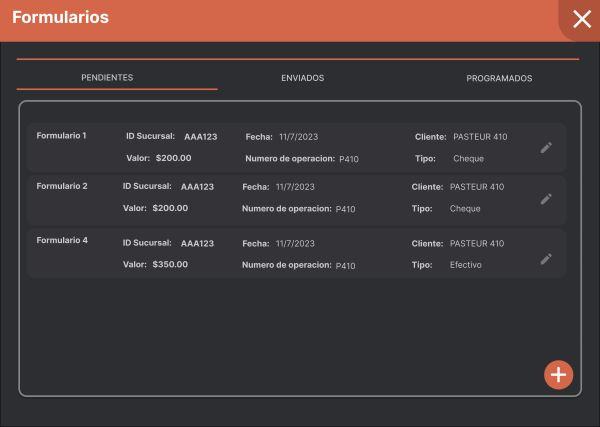 Formularios
PENDIENTES ENVIADOS PROGRAMADOS
Formulario 1 ID Sucursal: AAA123 Fecha: 11/7/2023 Cliente: PASTEUR 410
Valor: $200.00 Numero de operacion: P410 Tipo: Cheque
Formulario 2 ID Sucursal: AAA123 Fecha: 11/7/2023 Cliente: PASTEUR 410
Valor: $200.00 Numero de operacion: P410 Tipo: Cheque
Formulario 4 ID Sucursal: AAA123 Fecha: 11/7/2023 Cliente: PASTEUR 410
Valor: $350.00 Numero de operacion: P410 Tipo: Efectivo